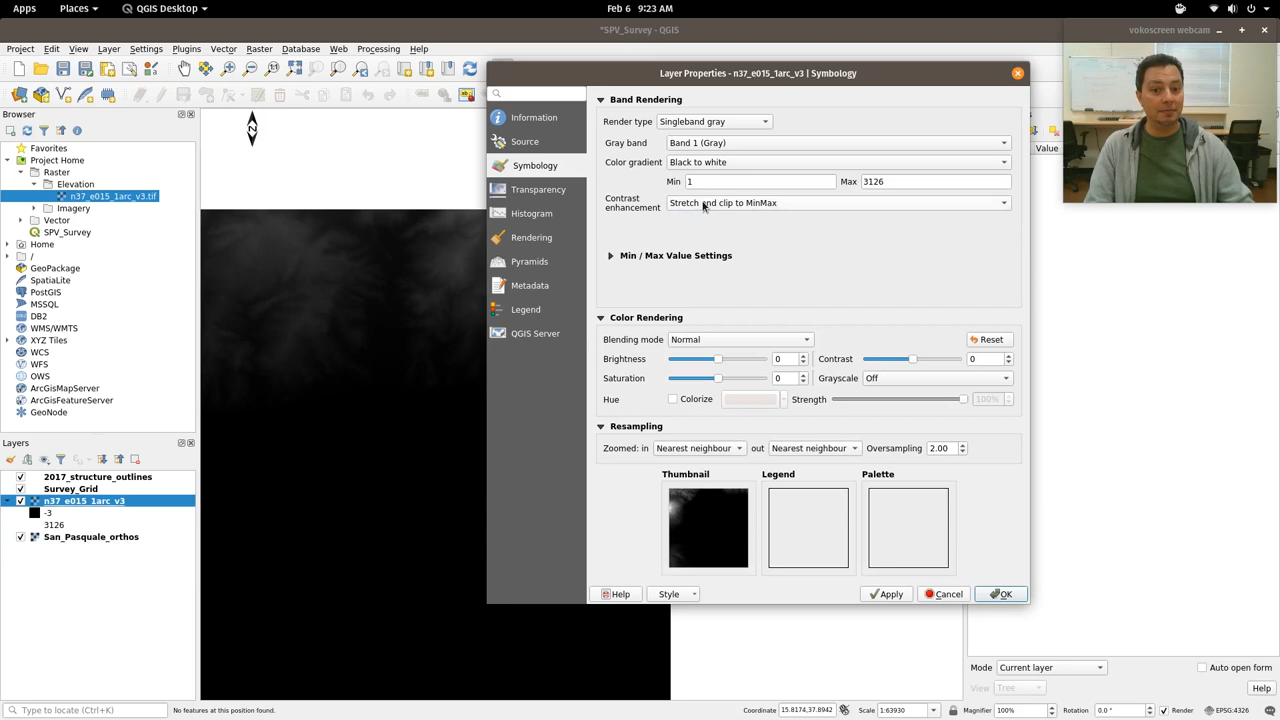 Apps Places QGIS Desktop Feb 6 9:23 AM
*SPV_Survey - QGIS
vokoscreen webcam
Project Edit View Layer Settings Plugins Vector Raster Database Web Processing Help
Layer Properties - n37_e015_1arc_v3 | Symbology
Browser
Favorites
Project Home
Raster
Elevation
n37_e015_1arc_v3.tif
Imagery
Vector
SPV_Survey
Home
/
GeoPackage
SpatiaLite
PostGIS
MSSQL
DB2
WMS/WMTS
XYZ Tiles
WCS
WFS
OWS
ArcGisMapServer
ArcGisFeatureServer
GeoNode
Layers
2017_structure_outlines
Survey_Grid
n37_e015_1arc_v3
-3
3126
San_Pasquale_orthos
N
Information
Source
Symbology
Transparency
Histogram
Rendering
Pyramids
Metadata
Legend
QGIS Server
Band Rendering
Render type Singleband gray
Gray band Band 1 (Gray)
Color gradient Black to white
Min 1 Max 3126
Contrast enhancement Stretch and clip to MinMax
Min / Max Value Settings
Color Rendering
Blending mode Normal Reset
Brightness 0 Contrast 0
Saturation 0 Grayscale Off
Hue Colorize Strength 100%
Resampling
Zoomed: in Nearest neighbour out Nearest neighbour Oversampling 2.00
Thumbnail Legend Palette
Help Style Apply Cancel OK
Value
Mode Current layer Auto open form
View Tree Help
Type to locate (Ctrl+K) No features at this position found. Coordinate 15.8174,37.8942 Scale 1:63930 Magnifier 100% Rotation 0.0 ° Render EPSG:4326